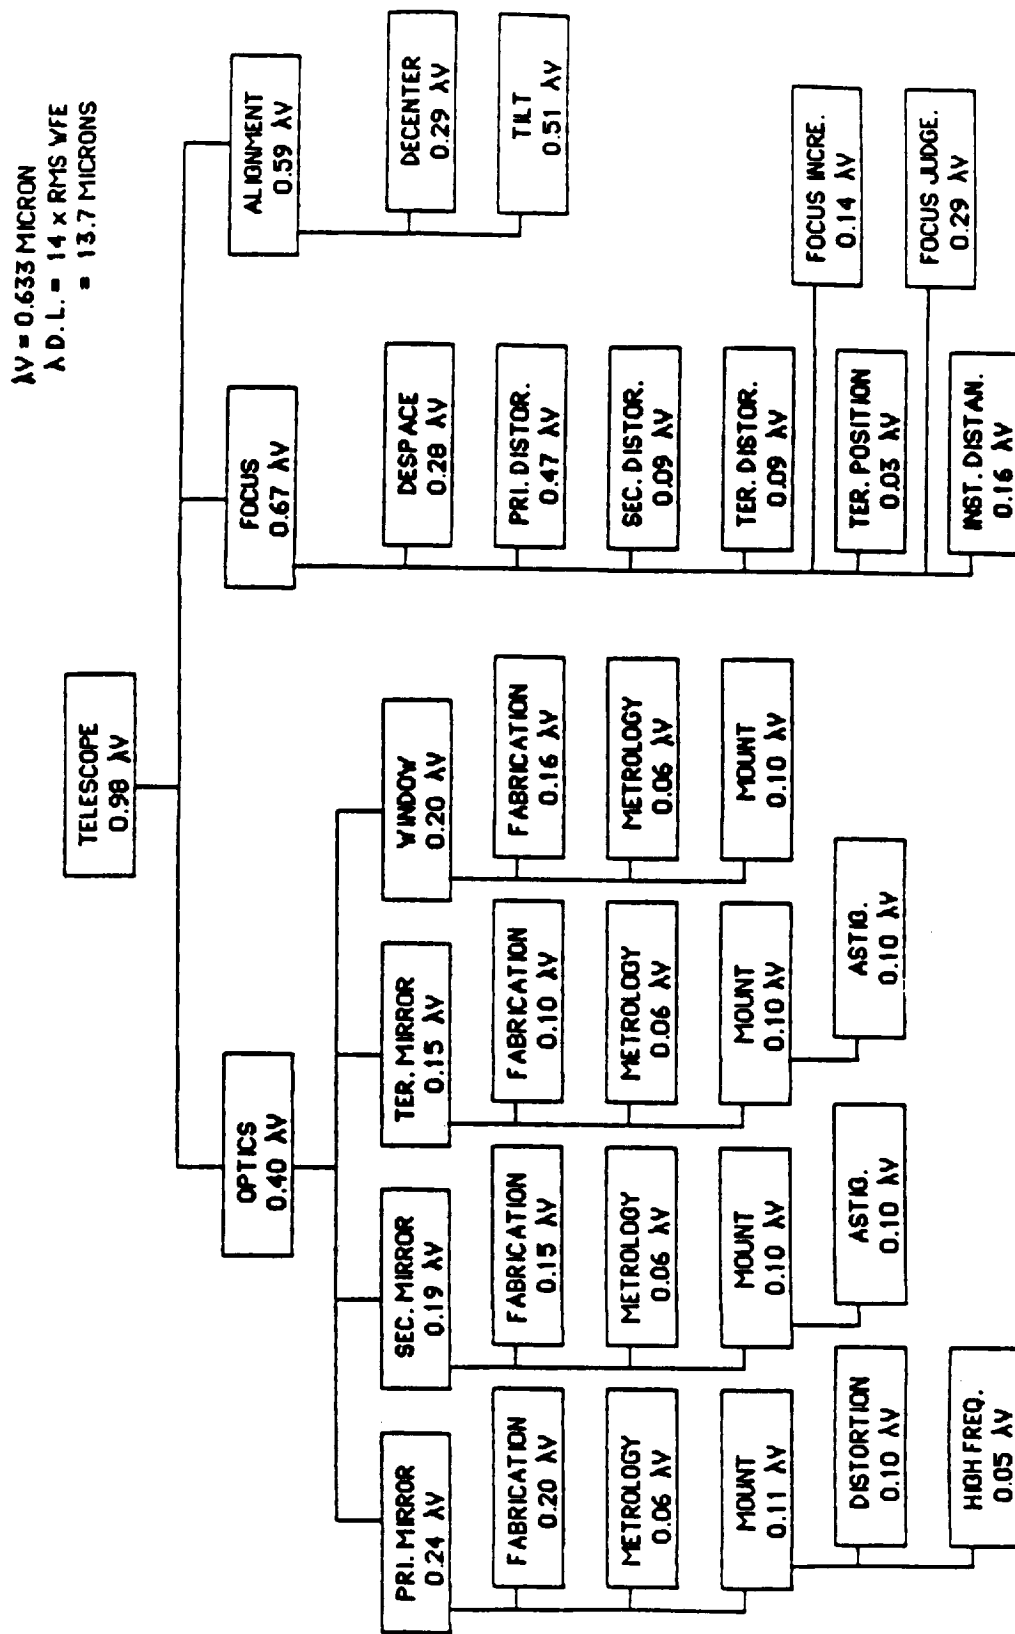 λV = 0.633 MICRON
λ D.L. = 14 x RMS WFE
= 13.7 MICRONS
TELESCOPE
0.98 λV
OPTICS
0.40 λV
FOCUS
0.67 λV
ALIGNMENT
0.59 λV
PRI. MIRROR
0.24 λV
SEC. MIRROR
0.19 λV
TER. MIRROR
0.15 λV
WINDOW
0.20 λV
DESPACE
0.28 λV
DECENTER
0.29 λV
FABRICATION
0.20 λV
FABRICATION
0.15 λV
FABRICATION
0.10 λV
FABRICATION
0.16 λV
PRI. DISTOR.
0.47 λV
TILT
0.51 λV
METROLOGY
0.06 λV
METROLOGY
0.06 λV
METROLOGY
0.06 λV
METROLOGY
0.06 λV
SEC. DISTOR.
0.09 λV
MOUNT
0.11 λV
MOUNT
0.10 λV
MOUNT
0.10 λV
MOUNT
0.10 λV
TER. DISTOR.
0.09 λV
FOCUS INCRE.
0.14 λV
DISTORTION
0.10 λV
ASTIG.
0.10 λV
ASTIG.
0.10 λV
TER. POSITION
0.03 λV
FOCUS JUDGE.
0.29 λV
HIGH FREQ.
0.05 λV
INST. DISTAN.
0.16 λV